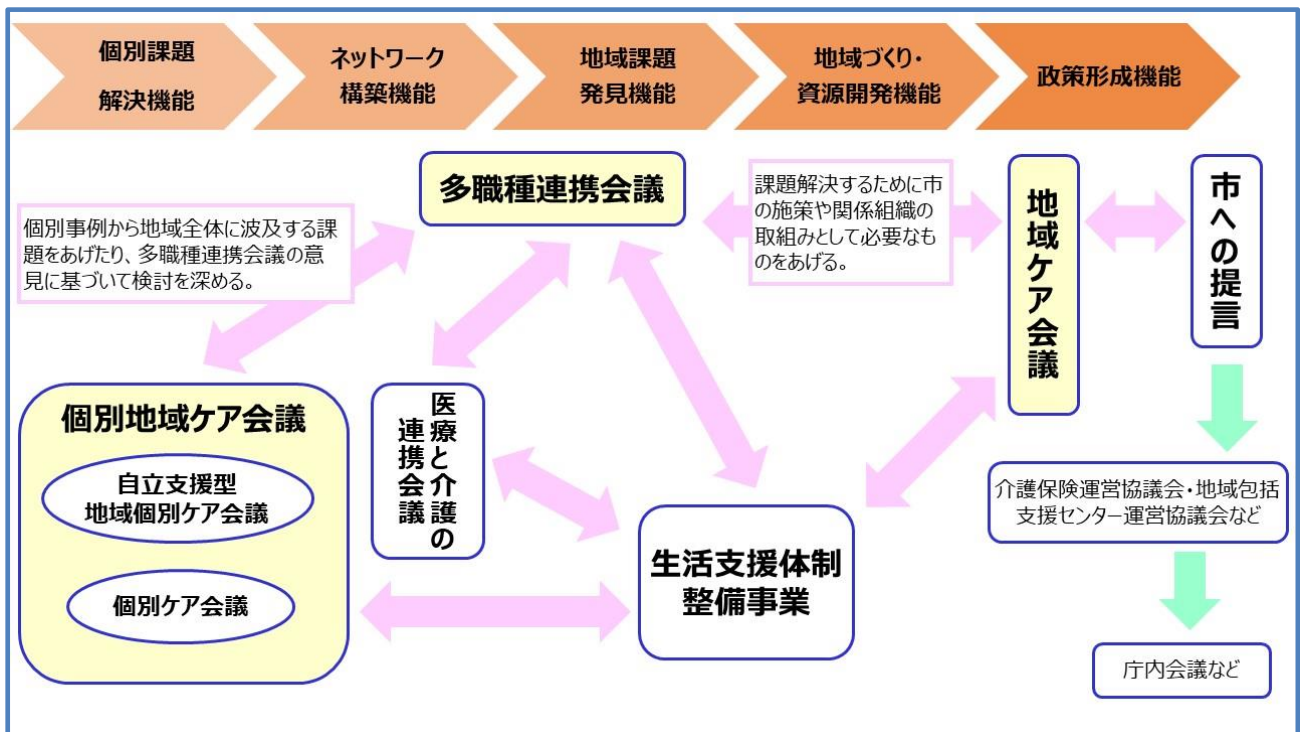 個別課題
解決機能
ネットワーク
構築機能
地域課題
発見機能
地域づくり・
資源開発機能
政策形成機能
多職種連携会議
個別事例から地域全体に波及する課
題をあげたり、多職種連携会議の意
見に基づいて検討を深める。
課題解決するために市
の施策や関係組織の
取組みとして必要なも
のをあげる。
地域ケア会議
市への提言
個別地域ケア会議
自立支援型
地域個別ケア会議
個別ケア会議
医療と介護の
連携会議
生活支援体制
整備事業
介護保険運営協議会・地域包括
支援センター運営協議会など
庁内会議など